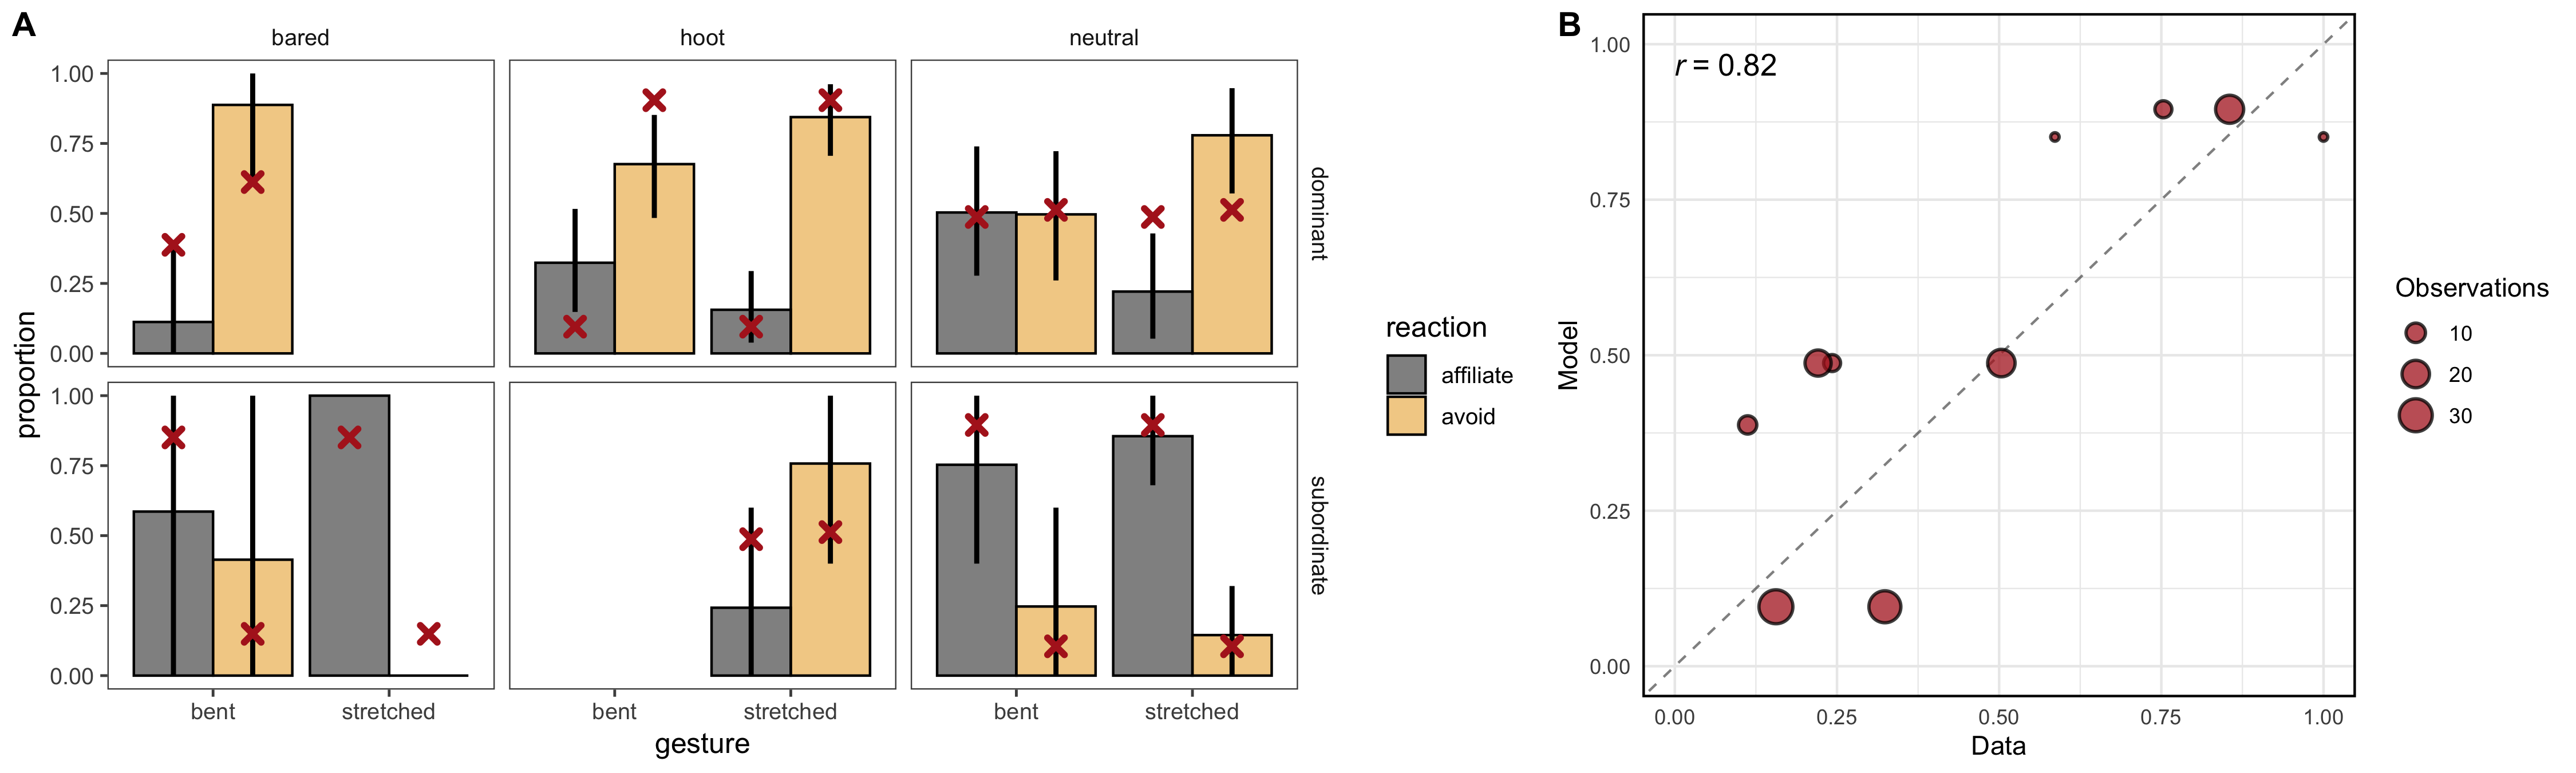 A
bared hoot neutral
1.00
0.75
0.50
0.25
0.00
dominant
1.00
0.75
0.50
0.25
0.00
subordinate
proportion
bent stretched bent stretched bent stretched
gesture
reaction
affiliate
avoid
B
r = 0.82
1.00
0.75
0.50
0.25
0.00
Model
0.00 0.25 0.50 0.75 1.00
Data
Observations
10
20
30